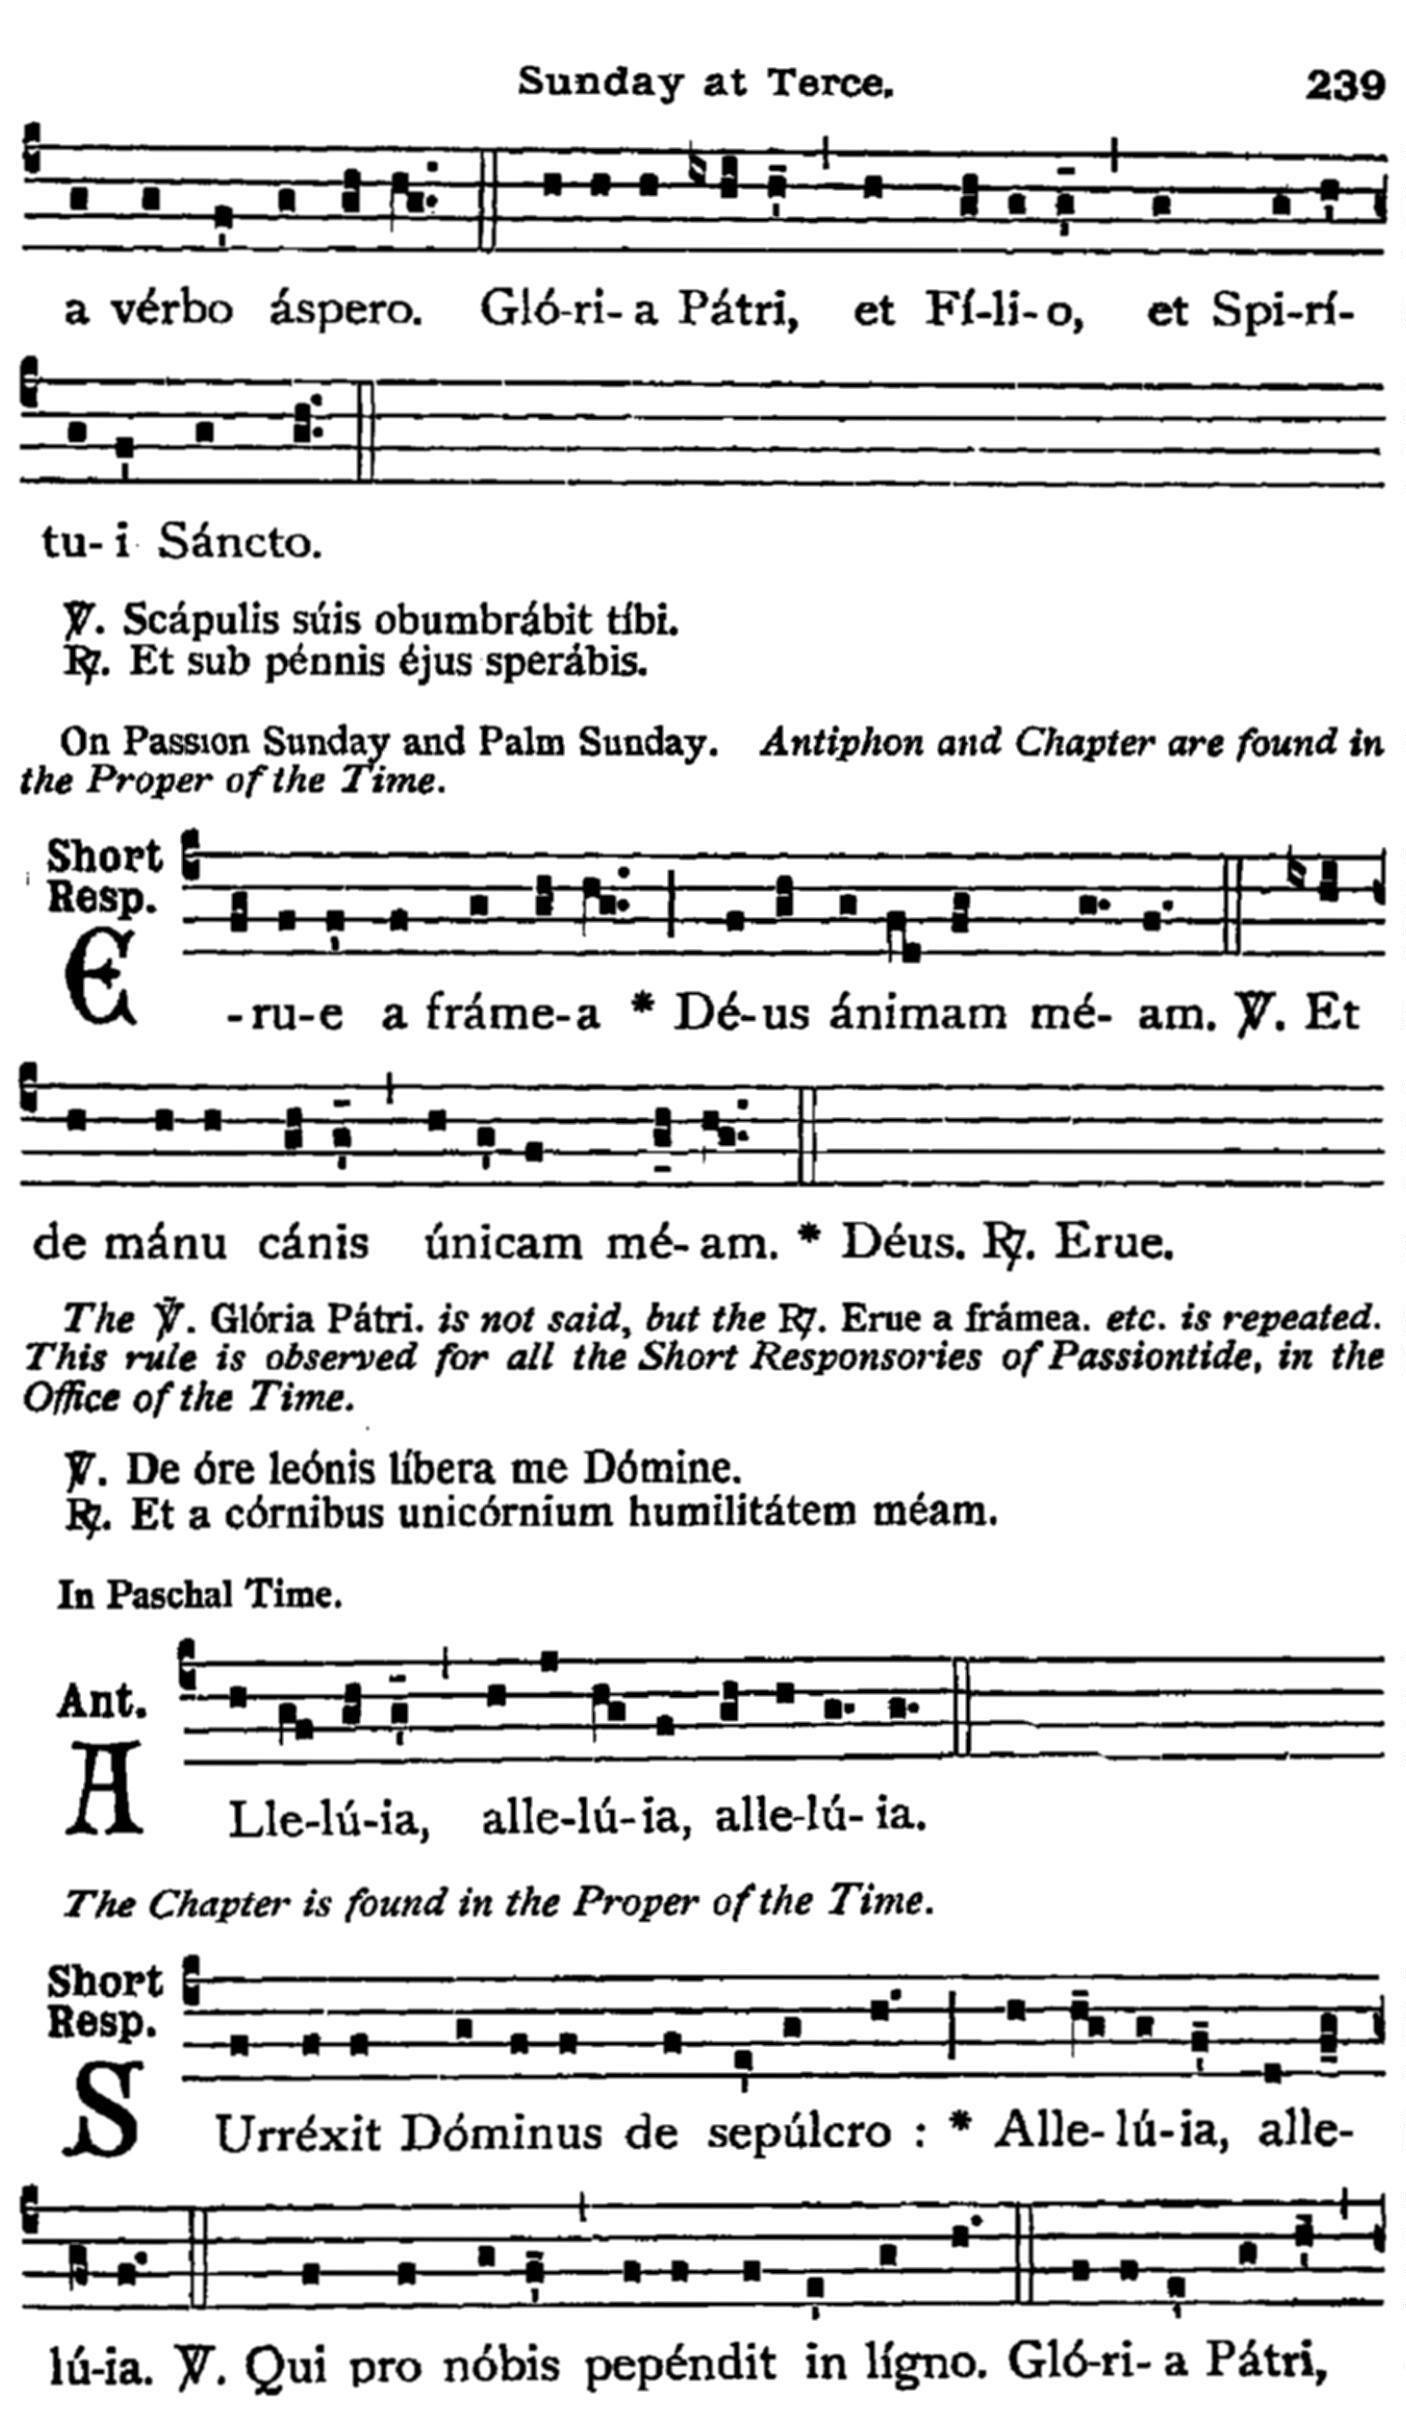 Sunday at Terce. 239
a vérbo áspero. Gló-ri- a Pátri, et Fí-li- o, et Spi-rí-
tu- i Sáncto.
℣. Scápulis súis obumbrábit tíbi.
℟. Et sub pénnis éjus sperábis.
On Passion Sunday and Palm Sunday. Antiphon and Chapter are found in
the Proper of the Time.
Short
Resp.
E -ru-e a fráme-a * Dé-us ánimam mé- am. ℣. Et
de mánu cánis únicam mé- am. * Déus. ℟. Erue.
The ℣. Glória Pátri. is not said, but the ℟. Erue a frámea. etc. is repeated.
This rule is observed for all the Short Responsories of Passiontide, in the
Office of the Time.
℣. De óre leónis líbera me Dómine.
℟. Et a córnibus unicórnium humilitátem méam.
In Paschal Time.
Ant.
A Lle-lú-ia, alle-lú- ia, alle-lú- ia.
The Chapter is found in the Proper of the Time.
Short
Resp.
S Urréxit Dóminus de sepúlcro : * Alle- lú-ia, alle-
lú-ia. ℣. Qui pro nóbis pepéndit in lígno. Gló-ri- a Pátri,